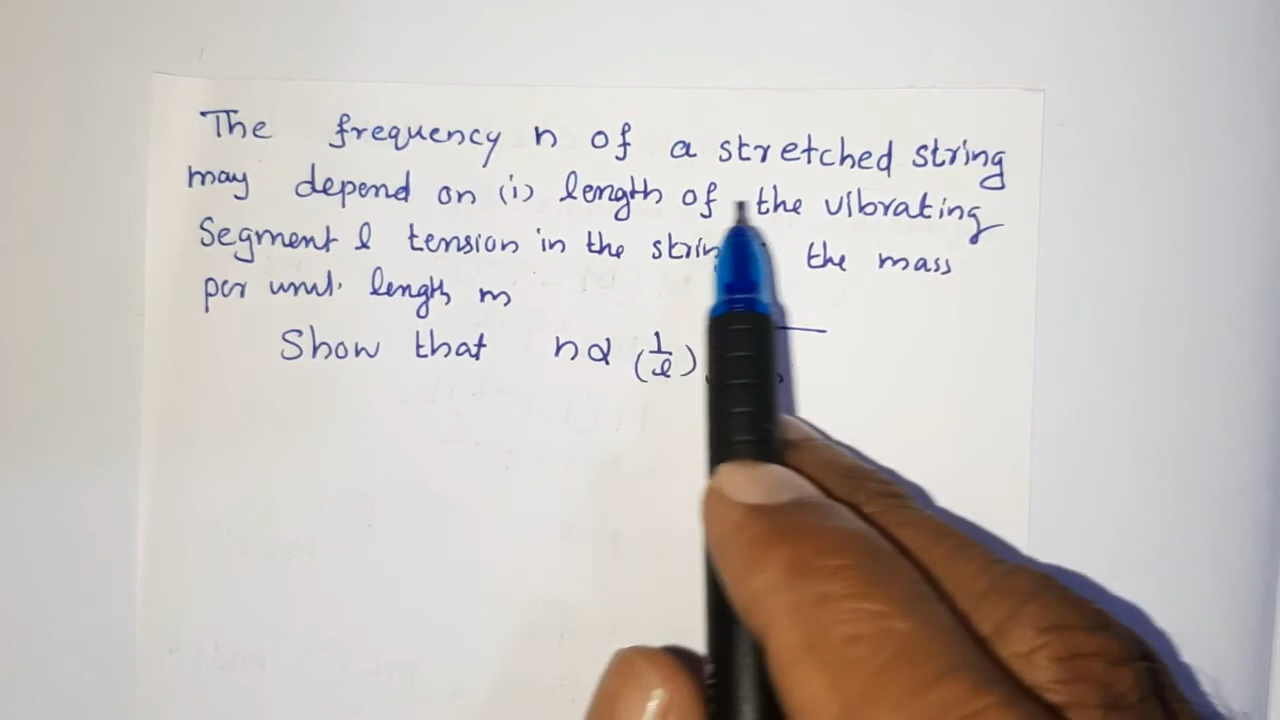 The frequency n of a stretched string
may depend on (i) length of the vibrating
Segment l tension in the strin the mass
per unit length m
Show that n α (1/l)